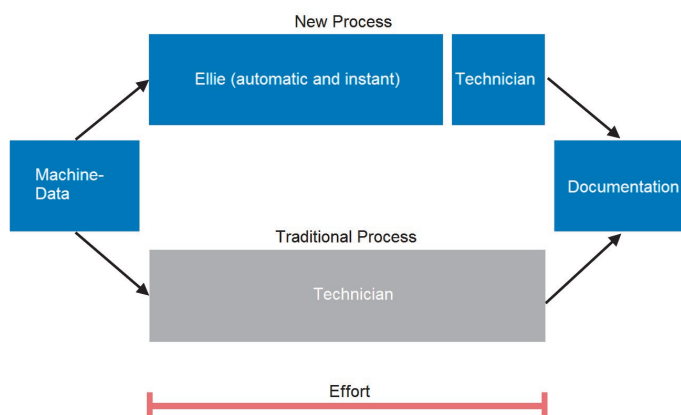 New Process
Ellie (automatic and instant)
Technician
Machine-
Data
Documentation
Traditional Process
Technician
Effort